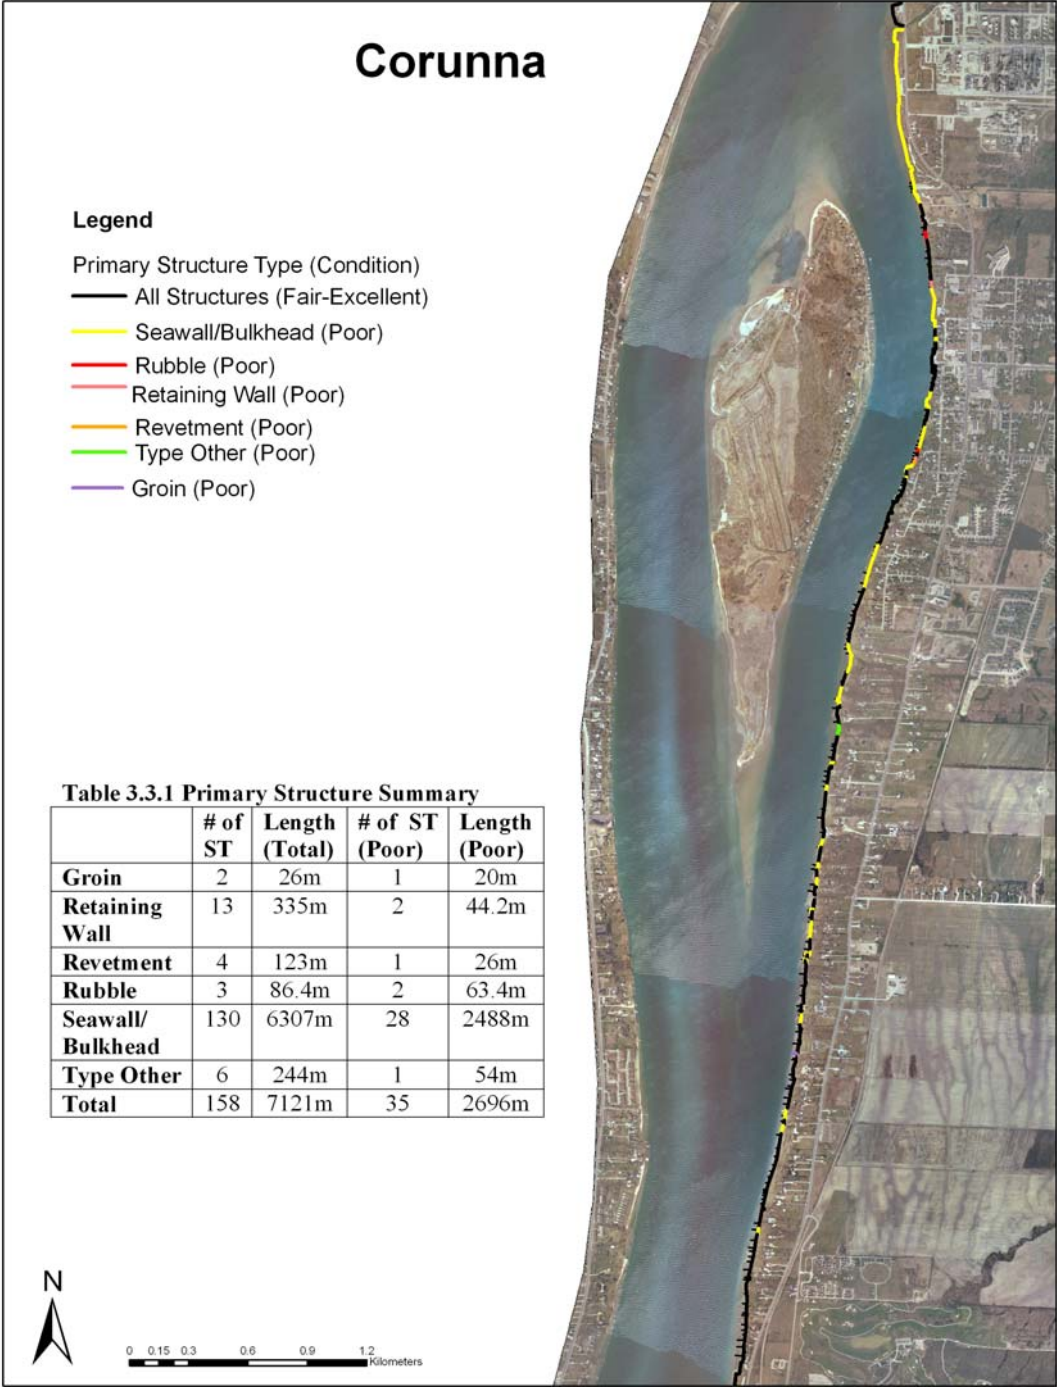 Corunna
Legend
Primary Structure Type (Condition)
All Structures (Fair-Excellent)
Seawall/Bulkhead (Poor)
Rubble (Poor)
Retaining Wall (Poor)
Revetment (Poor)
Type Other (Poor)
Groin (Poor)
Table 3.3.1 Primary Structure Summary
# of ST Length (Total) # of ST (Poor) Length (Poor)
Groin 2 26m 1 20m
Retaining Wall 13 335m 2 44.2m
Revetment 4 123m 1 26m
Rubble 3 86.4m 2 63.4m
Seawall/ Bulkhead 130 6307m 28 2488m
Type Other 6 244m 1 54m
Total 158 7121m 35 2696m
N
0 0.15 0.3 0.6 0.9 1.2
Kilometers